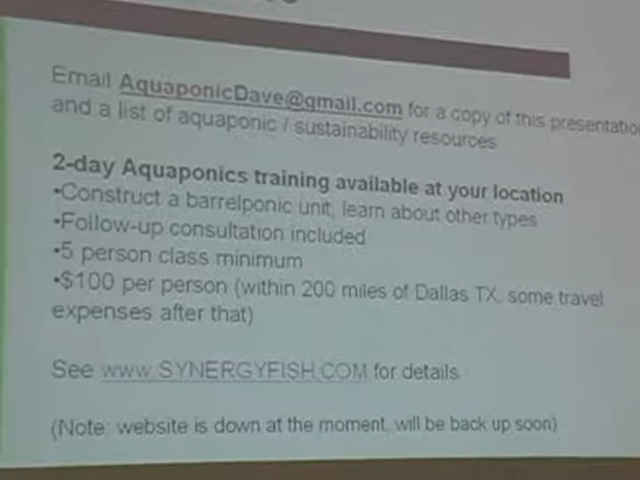 Email AquaponicDave@gmail.com for a copy of this presentatio
and a list of aquaponic / sustainability resources
2-day Aquaponics training available at your location
•Construct a barrelponic unit, learn about other types
•Follow-up consultation included
•5 person class minimum
•$100 per person (within 200 miles of Dallas TX, some travel
expenses after that)
See www.SYNERGYFISH.COM for details
(Note: website is down at the moment, will be back up soon)